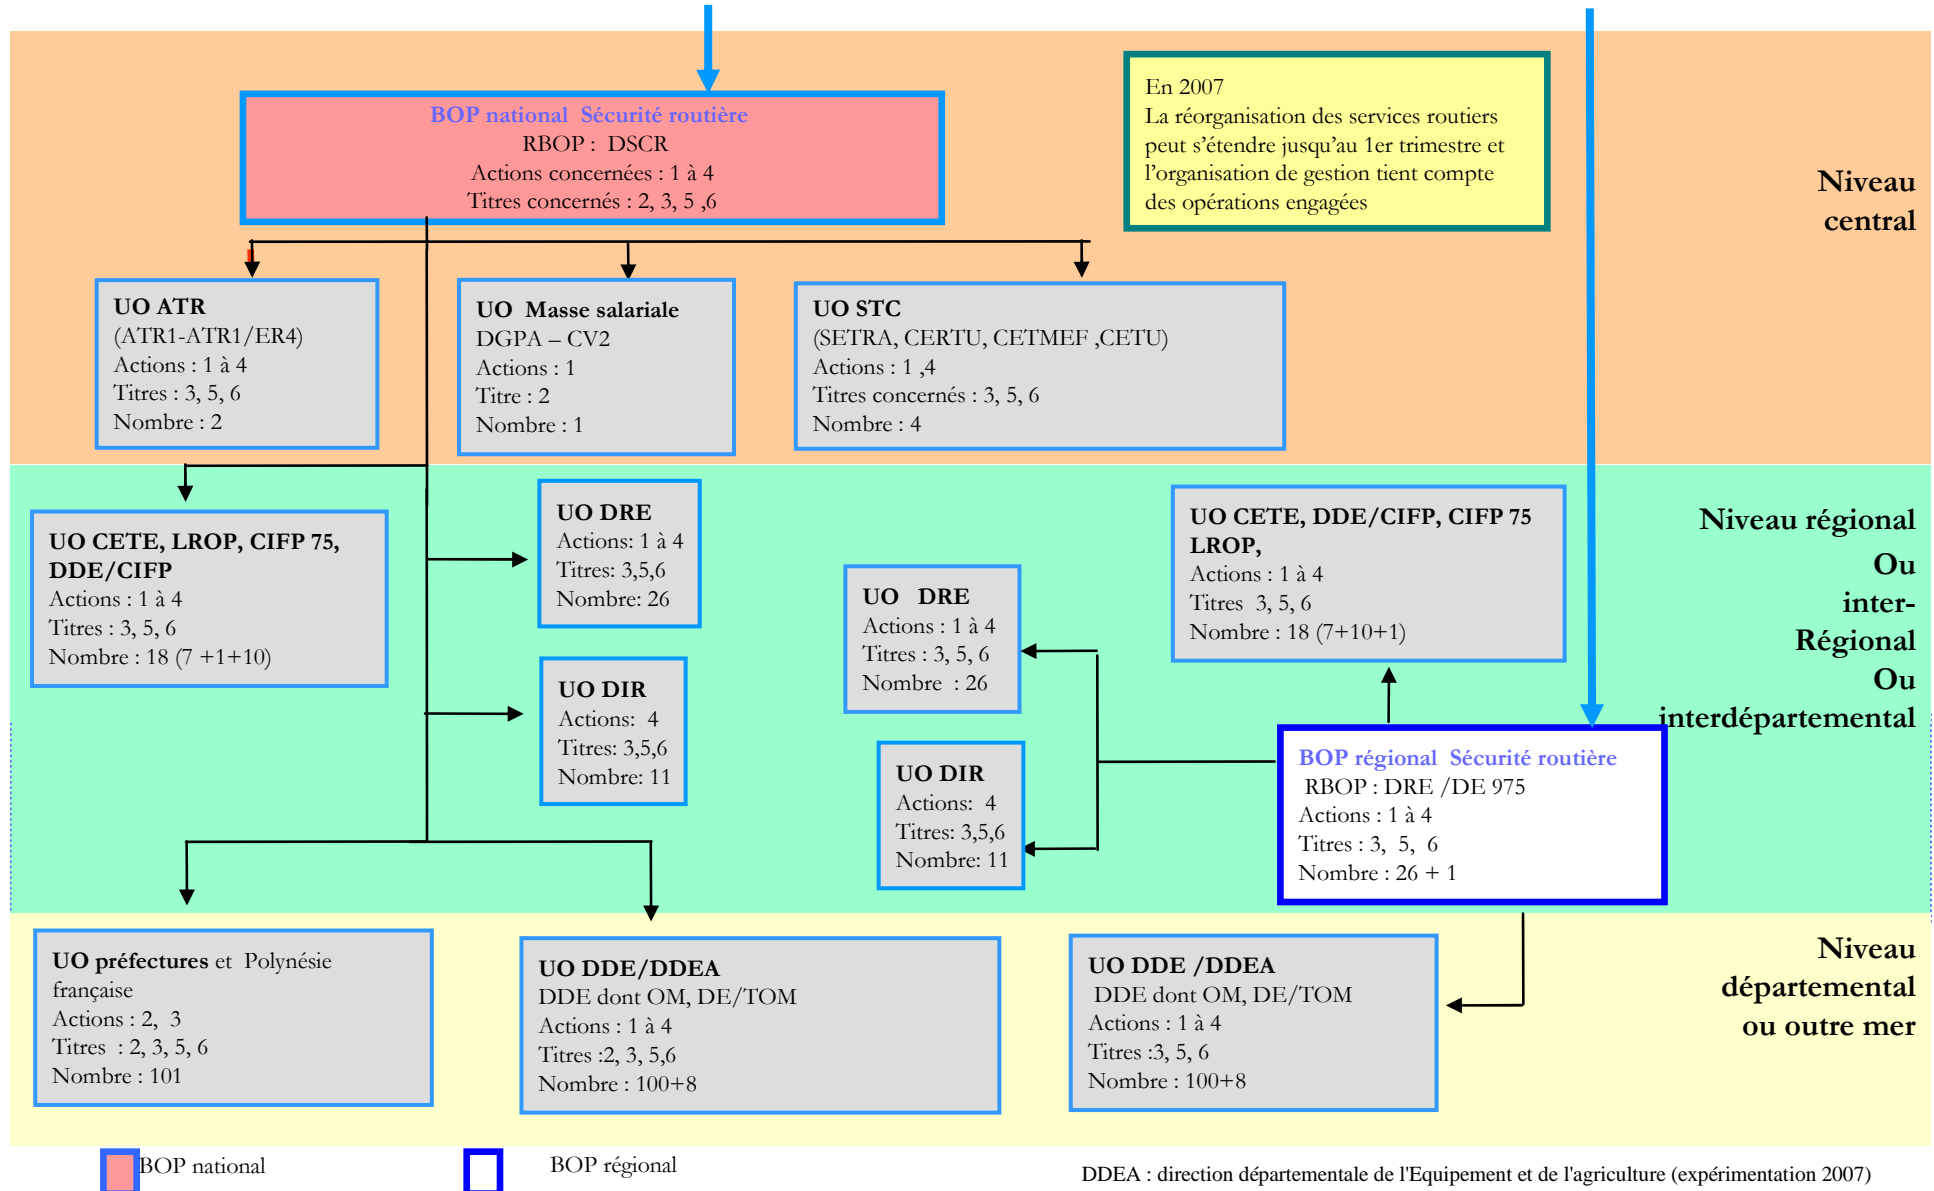 BOP national  Sécurité routière
RBOP :  DSCR
Actions concernées : 1 à 4
Titres concernés : 2, 3, 5 ,6
En 2007
La réorganisation des services routiers
peut s’étendre jusqu’au 1er trimestre et
l’organisation de gestion tient compte
des opérations engagées
Niveau
central
UO ATR
(ATR1-ATR1/ER4)
Actions : 1 à 4
Titres : 3, 5, 6
Nombre : 2
UO  Masse salariale
DGPA – CV2
Actions : 1
Titre : 2
Nombre : 1
UO STC
(SETRA, CERTU, CETMEF ,CETU)
Actions : 1 ,4
Titres concernés : 3, 5, 6
Nombre : 4
UO CETE, LROP, CIFP 75,
DDE/CIFP
Actions : 1 à 4
Titres : 3, 5, 6
Nombre : 18 (7 +1+10)
UO DRE
Actions: 1 à 4
Titres: 3,5,6
Nombre: 26
UO DIR
Actions:  4
Titres: 3,5,6
Nombre: 11
UO   DRE
Actions : 1 à 4
Titres : 3, 5, 6
Nombre  : 26
UO DIR
Actions:  4
Titres: 3,5,6
Nombre: 11
UO CETE, DDE/CIFP, CIFP 75
LROP,
Actions : 1 à 4
Titres  3, 5, 6
Nombre : 18 (7+10+1)
Niveau régional
Ou
inter-
Régional
Ou
interdépartemental
BOP régional  Sécurité routière
RBOP : DRE /DE 975
Actions : 1 à 4
Titres : 3,  5,  6
Nombre : 26 + 1
UO préfectures et  Polynésie
française
Actions : 2,  3
Titres  : 2, 3, 5, 6
Nombre : 101
UO DDE/DDEA
DDE dont OM, DE/TOM
Actions : 1 à 4
Titres :2, 3, 5,6
Nombre : 100+8
UO DDE /DDEA
DDE dont OM, DE/TOM
Actions : 1 à 4
Titres :3, 5, 6
Nombre : 100+8
Niveau
départemental
ou outre mer
BOP national
BOP régional
DDEA : direction départementale de l'Equipement et de l'agriculture (expérimentation 2007)